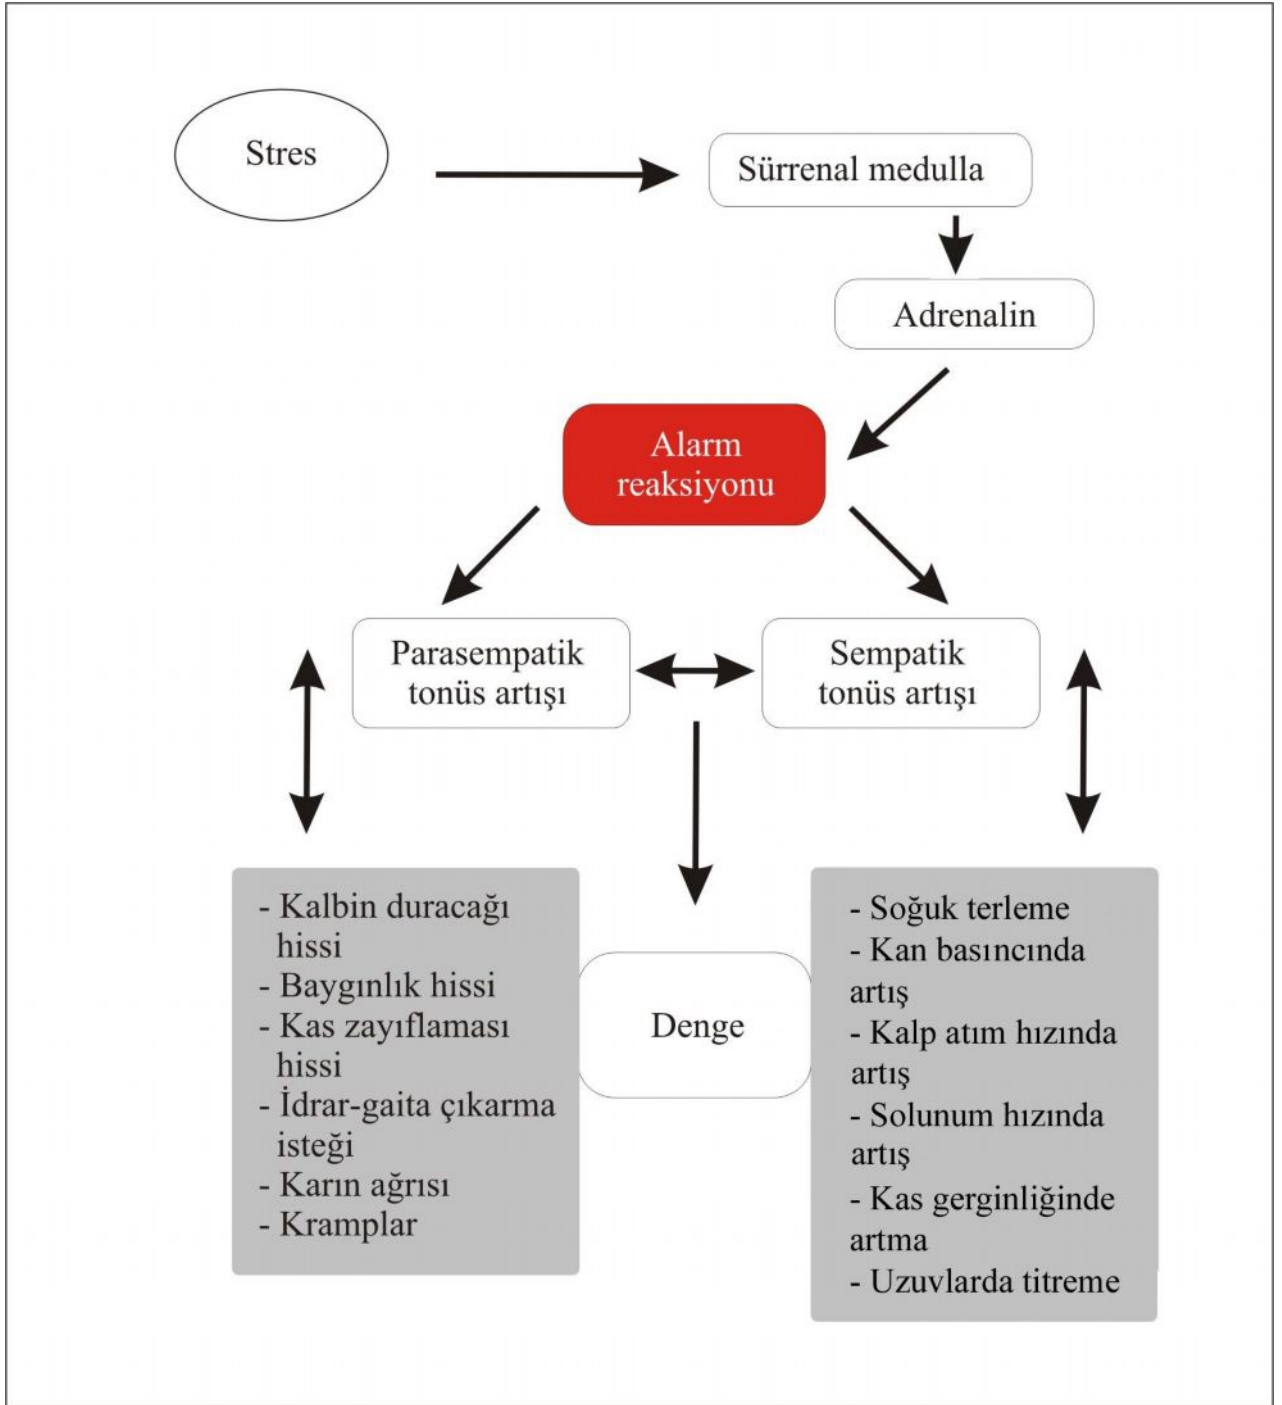 Stres
Sürrenal medulla
Adrenalin
Alarm
reaksiyonu
Parasempatik
tonüs artışı
Sempatik
tonüs artışı
- Kalbin duracağı
hissi
- Baygınlık hissi
- Kas zayıflaması
hissi
- İdrar-gaita çıkarma
isteği
- Karın ağrısı
- Kramplar
Denge
- Soğuk terleme
- Kan basıncında
artış
- Kalp atım hızında
artış
- Solunum hızında
artış
- Kas gerginliğinde
artma
- Uzuvlarda titreme